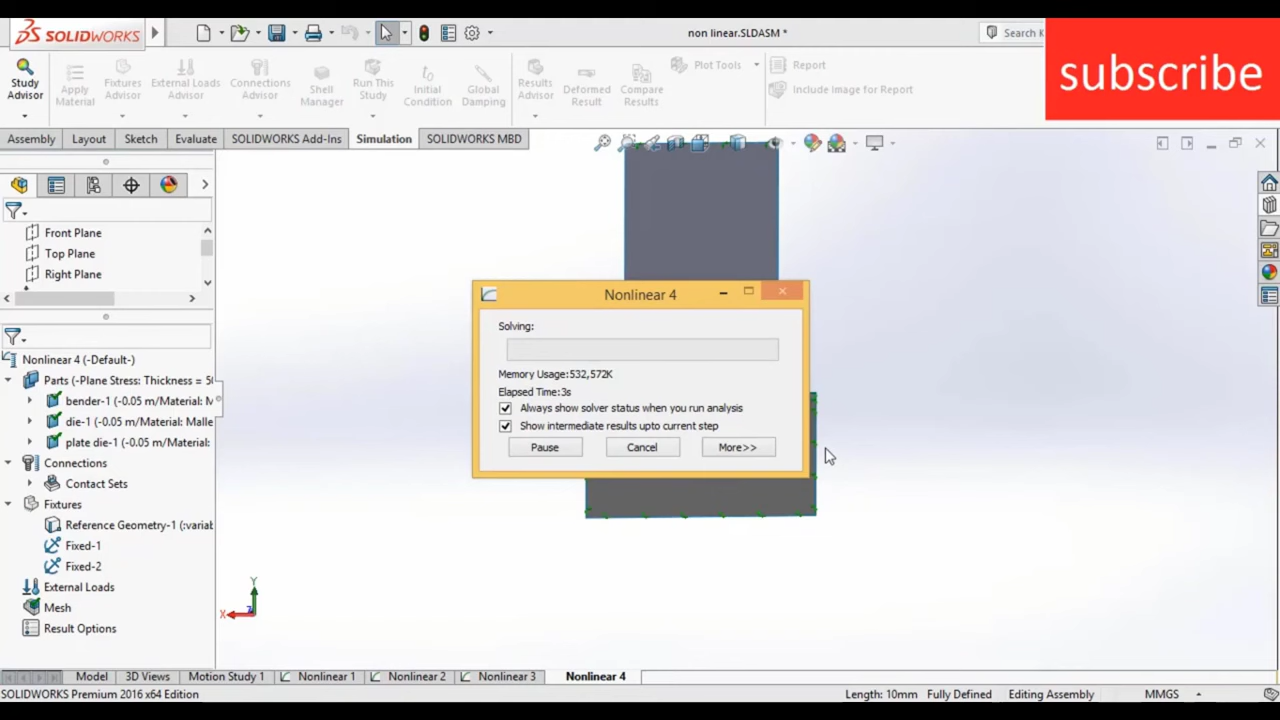 SOLIDWORKS
non linear.SLDASM *
Search K
subscribe
Study Advisor
Apply Material
Fixtures Advisor
External Loads Advisor
Connections Advisor
Shell Manager
Run This Study
Initial Condition
Global Damping
Results Advisor
Deformed Result
Compare Results
Plot Tools
Report
Include Image for Report
Assembly
Layout
Sketch
Evaluate
SOLIDWORKS Add-Ins
Simulation
SOLIDWORKS MBD
Front Plane
Top Plane
Right Plane
Nonlinear 4 (-Default-)
Parts (-Plane Stress: Thickness = 50
bender-1 (-0.05 m/Material: M
die-1 (-0.05 m/Material: Malle
plate die-1 (-0.05 m/Material:
Connections
Contact Sets
Fixtures
Reference Geometry-1 (:variab
Fixed-1
Fixed-2
External Loads
Mesh
Result Options
Nonlinear 4
Solving:
Memory Usage:532,572K
Elapsed Time:3s
Always show solver status when you run analysis
Show intermediate results upto current step
Pause
Cancel
More>>
Y
X
Z
Model
3D Views
Motion Study 1
Nonlinear 1
Nonlinear 2
Nonlinear 3
Nonlinear 4
SOLIDWORKS Premium 2016 x64 Edition
Length: 10mm
Fully Defined
Editing Assembly
MMGS